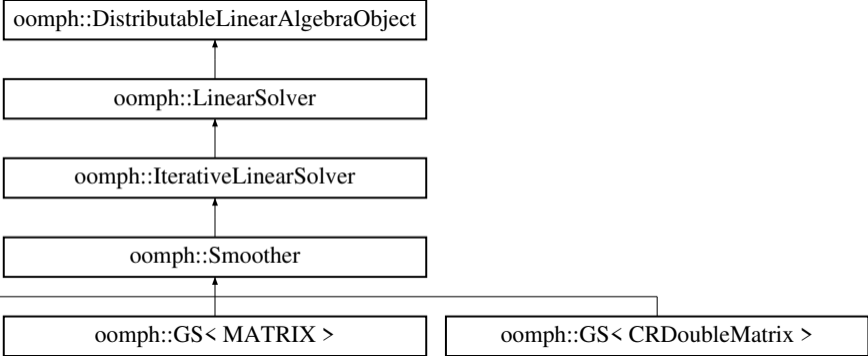 oomph::DistributableLinearAlgebraObject
oomph::LinearSolver
oomph::IterativeLinearSolver
oomph::Smoother
oomph::GS< MATRIX >
oomph::GS< CRDoubleMatrix >